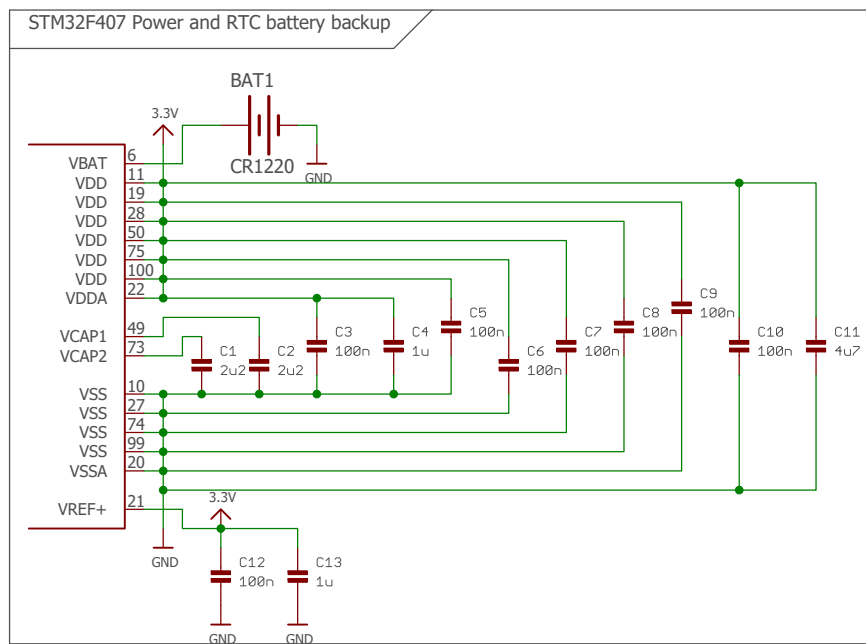 STM32F407 Power and RTC battery backup
BAT1
3.3V
CR1220
GND
VBAT 6
VDD 11
VDD 19
VDD 28
VDD 50
VDD 75
VDD 100
VDDA 22
VCAP1 49
VCAP2 73
VSS 10
VSS 27
VSS 74
VSS 99
VSSA 20
VREF+ 21
C1
2u2
C2
2u2
C3
100n
C4
1u
C5
100n
C6
100n
C7
100n
C8
100n
C9
100n
C10
100n
C11
4u7
3.3V
GND
C12
100n
C13
1u
GND
GND